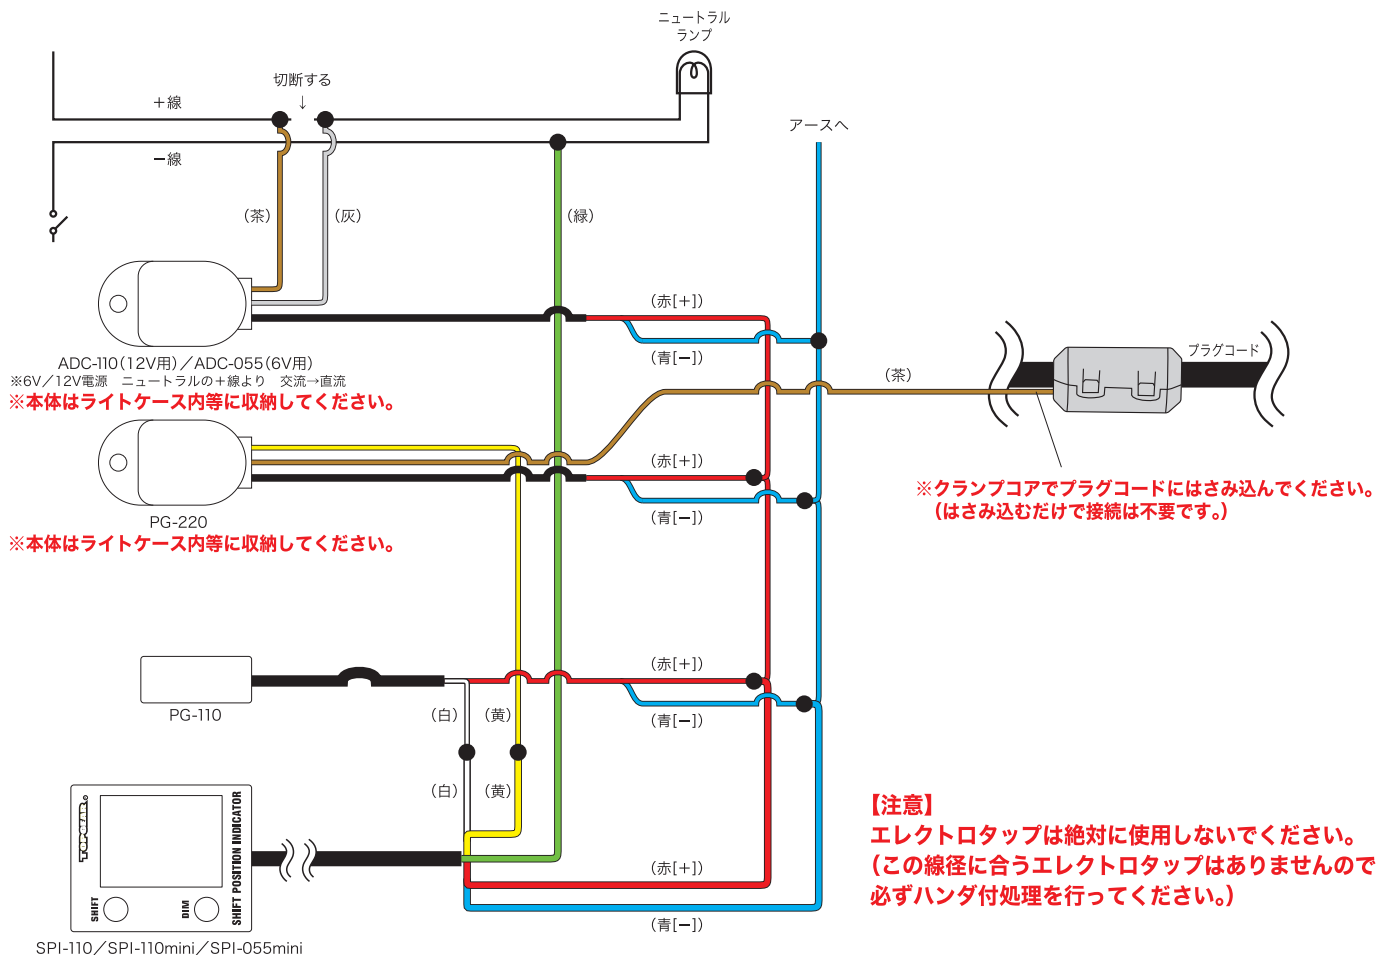 ニュートラル
ランプ
切断する
↓
＋線
アースへ
－線
（茶）
（灰）
（緑）
（赤[＋]）
（青[－]）
ADC-110（12V用）／ADC-055（6V用）
※6V／12V電源　ニュートラルの＋線より　交流→直流
※本体はライトケース内等に収納してください。
（茶）
プラグコード
（赤[＋]）
（青[－]）
※クランプコアでプラグコードにはさみ込んでください。
（はさみ込むだけで接続は不要です。）
PG-220
※本体はライトケース内等に収納してください。
（赤[＋]）
（青[－]）
PG-110
（白）
（黄）
（白）
（黄）
TOPGEAR
SHIFT POSITION INDICATOR
SHIFT
DIM
（赤[＋]）
（青[－]）
SPI-110／SPI-110mini／SPI-055mini
【注意】
エレクトロタップは絶対に使用しないでください。
（この線径に合うエレクトロタップはありませんので
必ずハンダ付処理を行ってください。）